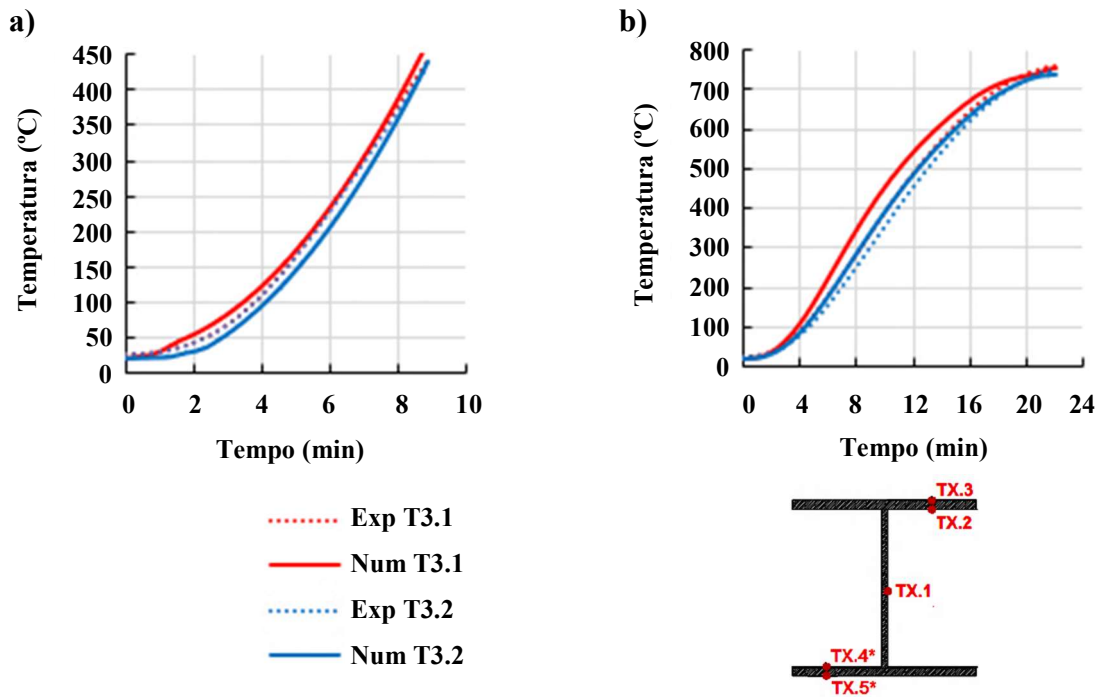 a)
450
400
350
300
250
200
150
100
50
0
Temperatura (ºC)
0 2 4 6 8 10
Tempo (min)
b)
800
700
600
500
400
300
200
100
0
Temperatura (ºC)
0 4 8 12 16 20 24
Tempo (min)
Exp T3.1
Num T3.1
Exp T3.2
Num T3.2
TX.3
TX.2
TX.1
TX.4*
TX.5*